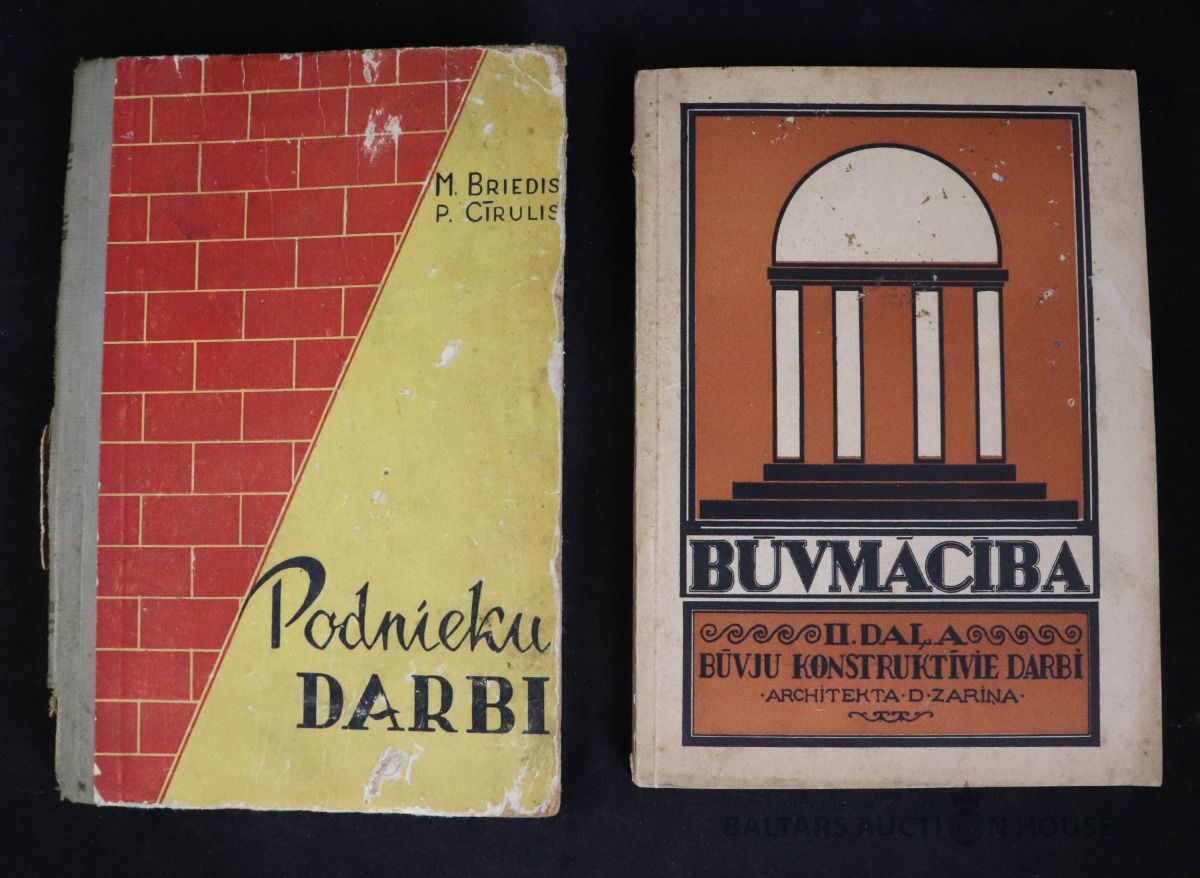 M. BRIEDIS
P. CĪRULIS
Podnieku
DARBI
BŪVMĀCĪBA
II. DAĻA
BŪVJU KONSTRUKTĪVIE DARBI
·ARCHITEKTA·D·ZARIŅA·
BALTARS AUCTION HOUSE